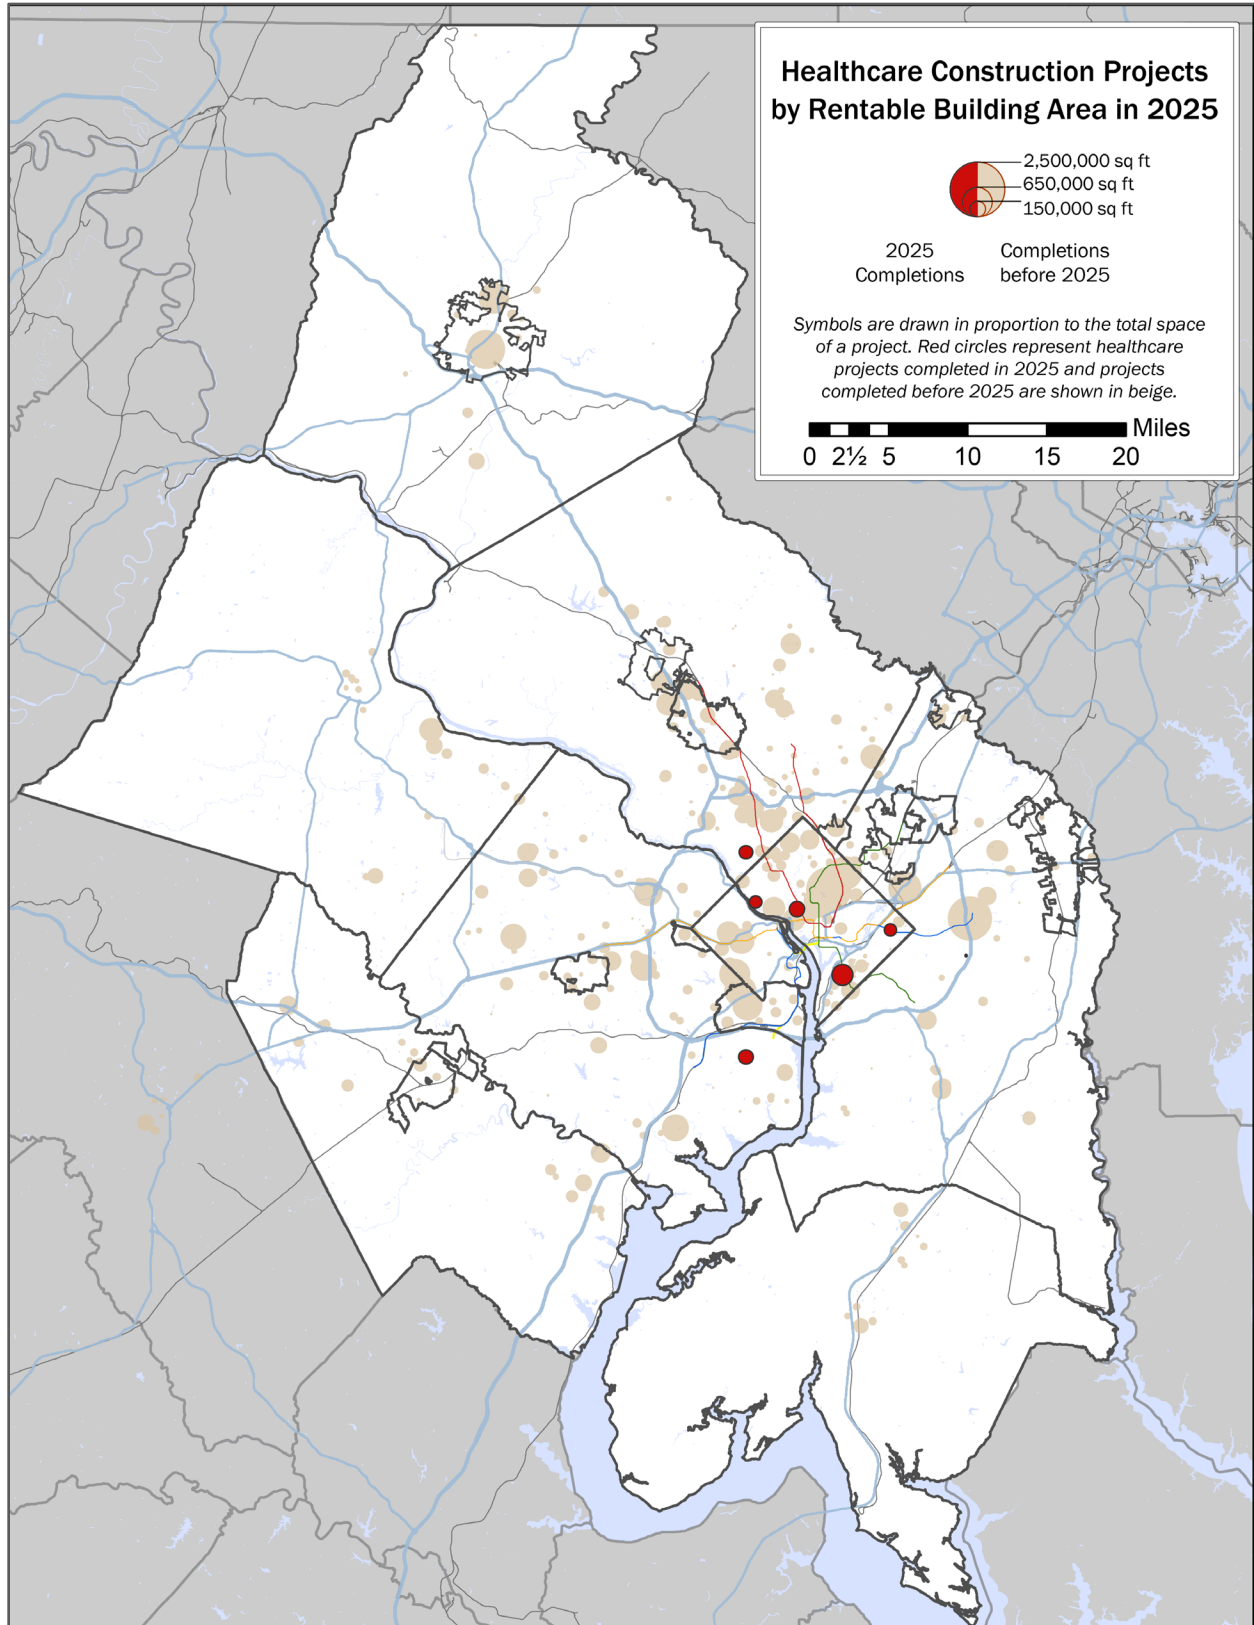 Healthcare Construction Projects
by Rentable Building Area in 2025
2,500,000 sq ft
650,000 sq ft
150,000 sq ft
2025
Completions
Completions
before 2025
Symbols are drawn in proportion to the total space
of a project. Red circles represent healthcare
projects completed in 2025 and projects
completed before 2025 are shown in beige.
Miles
0 2½ 5 10 15 20